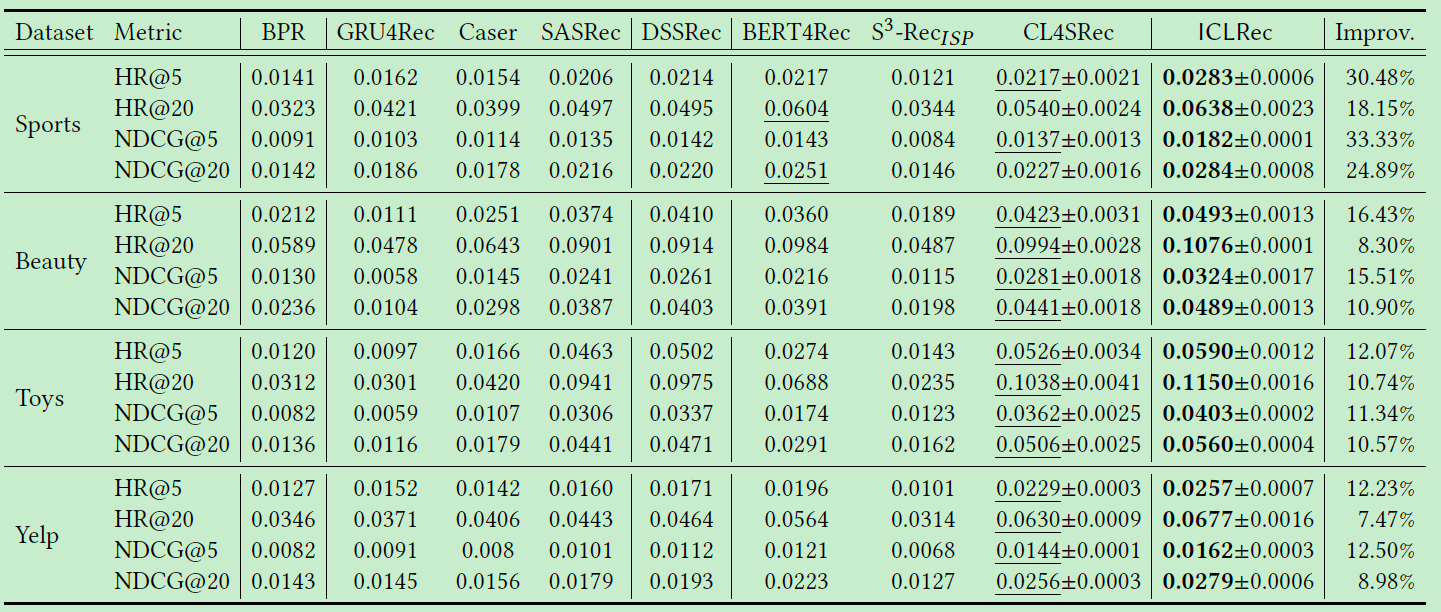 Dataset Metric BPR GRU4Rec Caser SASRec DSSRec BERT4Rec S³-Rec_ISP CL4SRec ICLRec Improv.
HR@5 0.0141 0.0162 0.0154 0.0206 0.0214 0.0217 0.0121 0.0217±0.0021 0.0283±0.0006 30.48%
HR@20 0.0323 0.0421 0.0399 0.0497 0.0495 0.0604 0.0344 0.0540±0.0024 0.0638±0.0023 18.15%
Sports
NDCG@5 0.0091 0.0103 0.0114 0.0135 0.0142 0.0143 0.0084 0.0137±0.0013 0.0182±0.0001 33.33%
NDCG@20 0.0142 0.0186 0.0178 0.0216 0.0220 0.0251 0.0146 0.0227±0.0016 0.0284±0.0008 24.89%
HR@5 0.0212 0.0111 0.0251 0.0374 0.0410 0.0360 0.0189 0.0423±0.0031 0.0493±0.0013 16.43%
HR@20 0.0589 0.0478 0.0643 0.0901 0.0914 0.0984 0.0487 0.0994±0.0028 0.1076±0.0001 8.30%
Beauty
NDCG@5 0.0130 0.0058 0.0145 0.0241 0.0261 0.0216 0.0115 0.0281±0.0018 0.0324±0.0017 15.51%
NDCG@20 0.0236 0.0104 0.0298 0.0387 0.0403 0.0391 0.0198 0.0441±0.0018 0.0489±0.0013 10.90%
HR@5 0.0120 0.0097 0.0166 0.0463 0.0502 0.0274 0.0143 0.0526±0.0034 0.0590±0.0012 12.07%
HR@20 0.0312 0.0301 0.0420 0.0941 0.0975 0.0688 0.0235 0.1038±0.0041 0.1150±0.0016 10.74%
Toys
NDCG@5 0.0082 0.0059 0.0107 0.0306 0.0337 0.0174 0.0123 0.0362±0.0025 0.0403±0.0002 11.34%
NDCG@20 0.0136 0.0116 0.0179 0.0441 0.0471 0.0291 0.0162 0.0506±0.0025 0.0560±0.0004 10.57%
HR@5 0.0127 0.0152 0.0142 0.0160 0.0171 0.0196 0.0101 0.0229±0.0003 0.0257±0.0007 12.23%
HR@20 0.0346 0.0371 0.0406 0.0443 0.0464 0.0564 0.0314 0.0630±0.0009 0.0677±0.0016 7.47%
Yelp
NDCG@5 0.0082 0.0091 0.008 0.0101 0.0112 0.0121 0.0068 0.0144±0.0001 0.0162±0.0003 12.50%
NDCG@20 0.0143 0.0145 0.0156 0.0179 0.0193 0.0223 0.0127 0.0256±0.0003 0.0279±0.0006 8.98%